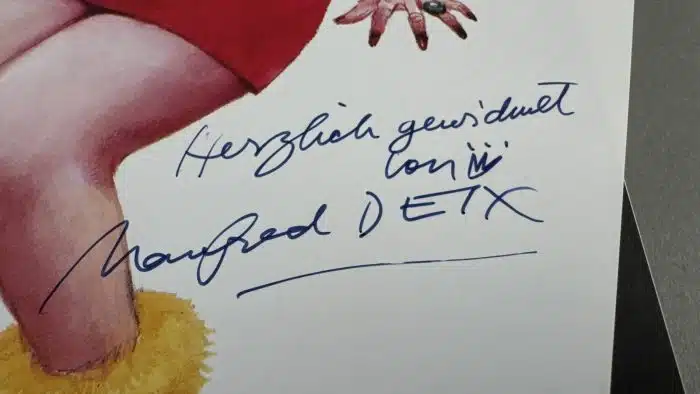 Herzlich gewidmet
von
Manfred DEIX